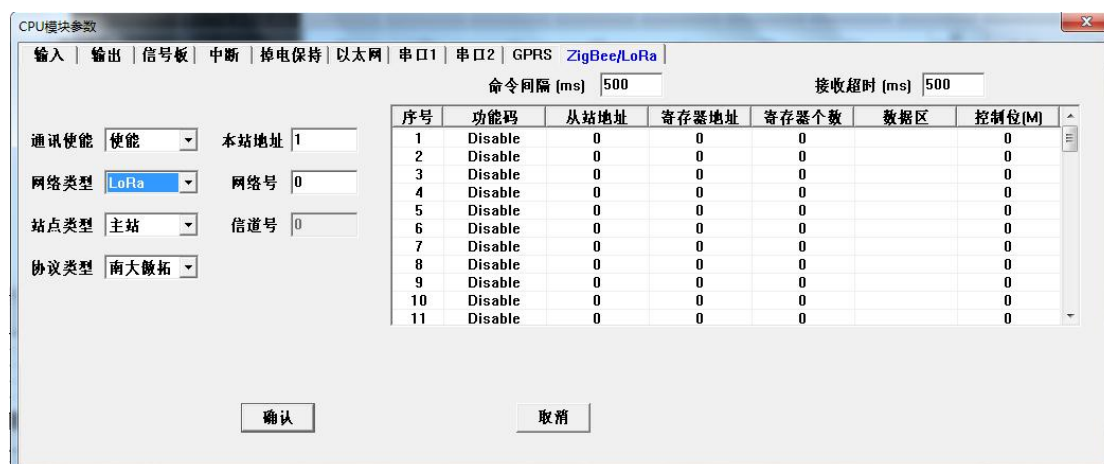 CPU模块参数
输入 输出 信号板 中断 掉电保持 以太网 串口1 串口2 GPRS ZigBee/LoRa
命令间隔 (ms) 500 接收超时 (ms) 500
通讯使能 使能 本站地址 1
网络类型 LoRa 网络号 0
站点类型 主站 信道号 0
协议类型 南大傲拓
序号 功能码 从站地址 寄存器地址 寄存器个数 数据区 控制位(M)
1 Disable 0 0 0 0
2 Disable 0 0 0 0
3 Disable 0 0 0 0
4 Disable 0 0 0 0
5 Disable 0 0 0 0
6 Disable 0 0 0 0
7 Disable 0 0 0 0
8 Disable 0 0 0 0
9 Disable 0 0 0 0
10 Disable 0 0 0 0
11 Disable 0 0 0 0
确认 取消